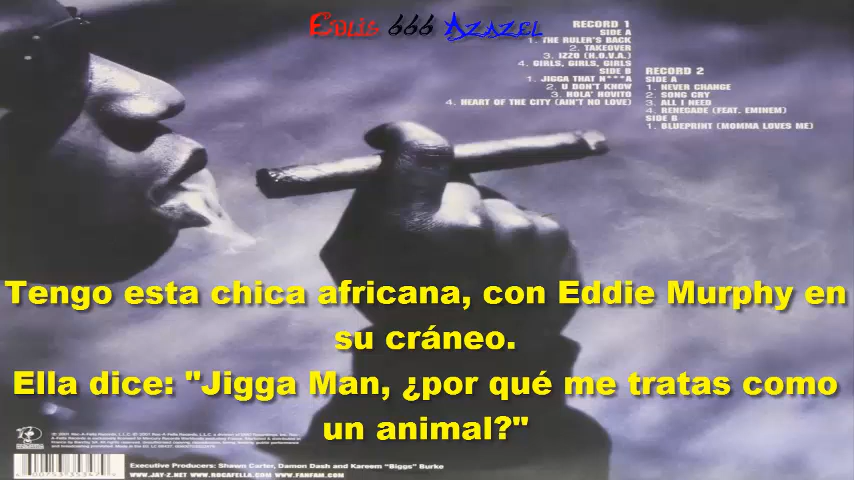 Eblis 666 Azazel
RECORD 1
SIDE A
1. THE RULER'S BACK
2. TAKEOVER
3. IZZO (H.O.V.A.)
4. GIRLS, GIRLS, GIRLS
SIDE B
1. JIGGA THAT N***A
2. U DON'T KNOW
3. HOLA' HOVITO
4. HEART OF THE CITY (AIN'T NO LOVE)
RECORD 2
SIDE A
1. NEVER CHANGE
2. SONG CRY
3. ALL I NEED
4. RENEGADE (FEAT. EMINEM)
SIDE B
1. BLUEPRINT (MOMMA LOVES ME)
Tengo esta chica africana, con Eddie Murphy en
su cráneo.
Ella dice: "Jigga Man, ¿por qué me tratas como
un animal?"
Executive Producers: Shawn Carter, Damon Dash and Kareem "Biggs" Burke
WWW.JAY-Z.NET WWW.ROCAFELLA.COM WWW.FANFAM.COM